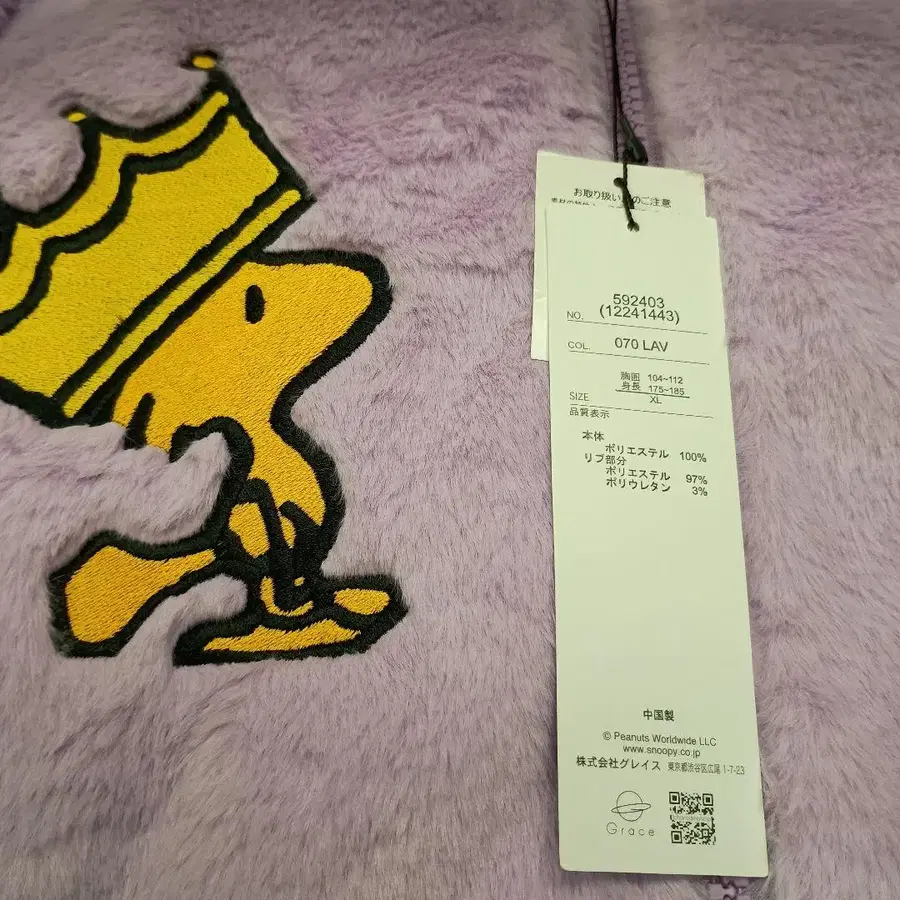 お取り扱い のご注意
592403
NO. (12241443)
COL. 070 LAV
胸囲 104~112
身長 175~185
SIZE XL
品質表示
本体
ポリエステル 100%
リブ部分
ポリエステル 97%
ポリウレタン 3%
中国製
© Peanuts Worldwide LLC
www.snoopy.co.jp
株式会社グレイス 東京都渋谷区広尾1-7-23
Grace